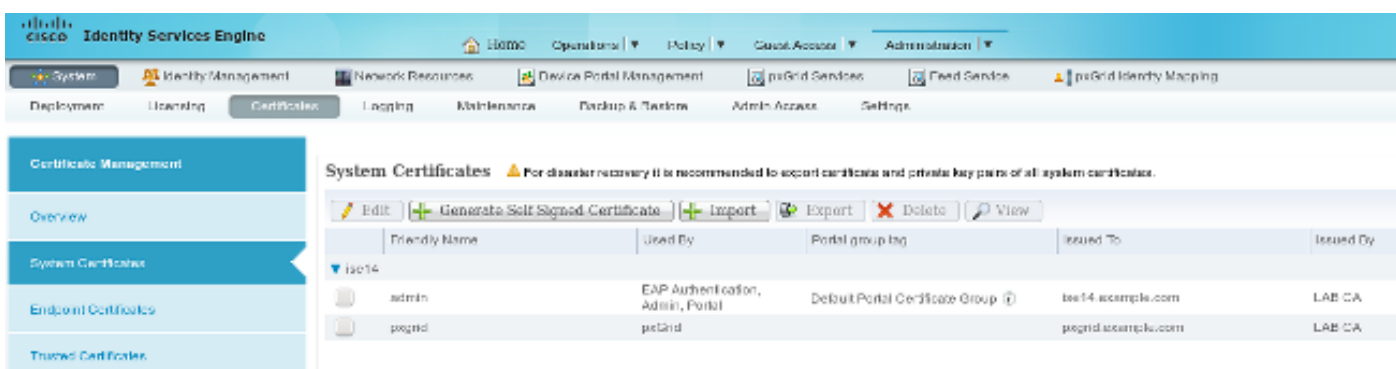 cisco Identity Services Engine
Home Operations Policy Guest Access Administration
System Identity Management Network Resources Device Portal Management pxGrid Services Feed Service pxGrid Identity Mapping
Deployment Licensing Certificates Logging Maintenance Backup & Restore Admin Access Settings
Certificate Management
System Certificates For disaster recovery it is recommended to export certificate and private key pairs of all system certificates.
Overview
Edit Generate Self Signed Certificate Import Export Delete View
Friendly Name Used By Portal group tag Issued To Issued By
System Certificates
ise14
admin EAP Authentication, Admin, Portal Default Portal Certificate Group ise14.example.com LAB CA
Endpoint Certificates
pxgrid pxGrid pxgrid.example.com LAB CA
Trusted Certificates